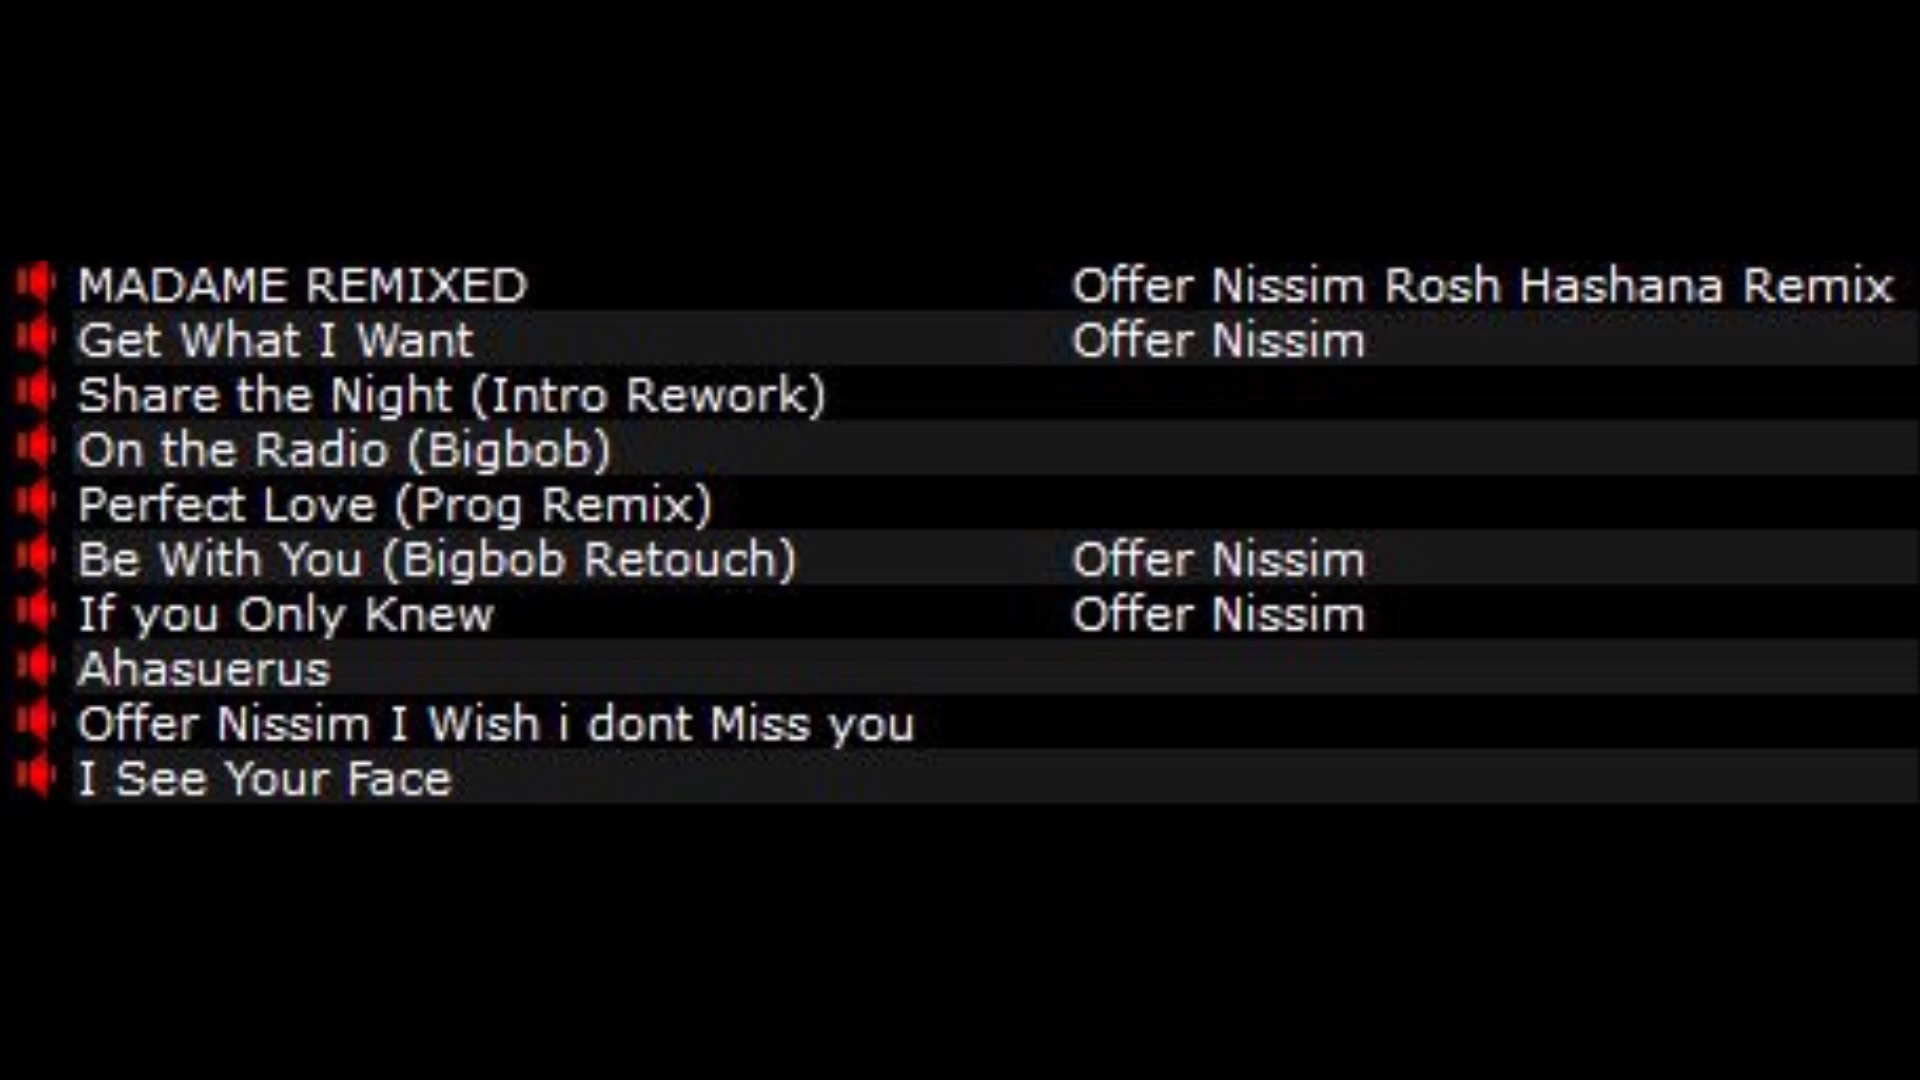 MADAME REMIXED Offer Nissim Rosh Hashana Remix
Get What I Want Offer Nissim
Share the Night (Intro Rework)
On the Radio (Bigbob)
Perfect Love (Prog Remix)
Be With You (Bigbob Retouch) Offer Nissim
If you Only Knew Offer Nissim
Ahasuerus
Offer Nissim I Wish i dont Miss you
I See Your Face